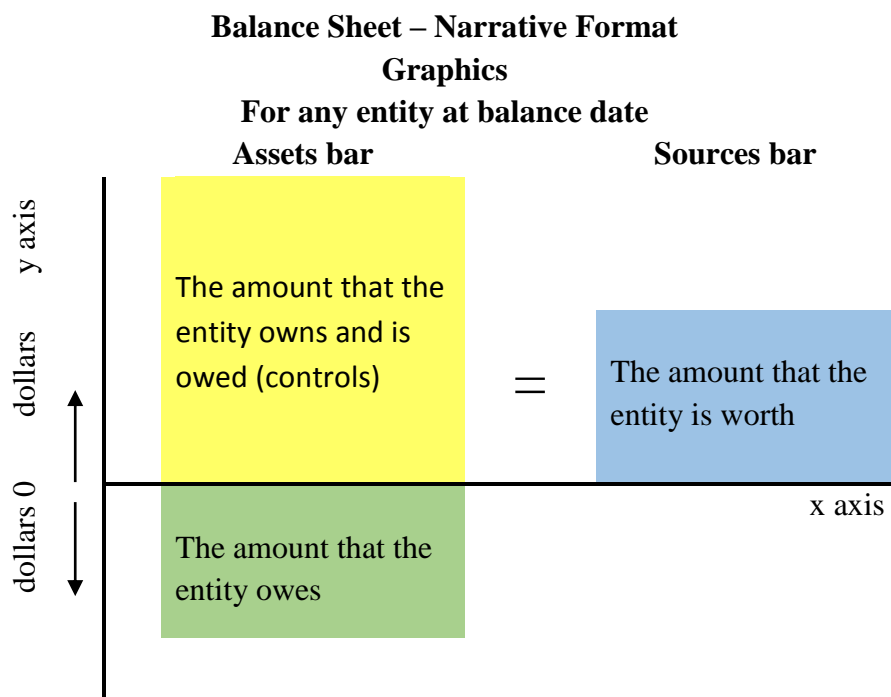 Balance Sheet – Narrative Format
Graphics
For any entity at balance date
Assets bar
Sources bar
y axis
dollars
dollars 0
The amount that the
entity owns and is
owed (controls)
=
The amount that the
entity is worth
x axis
The amount that the
entity owes